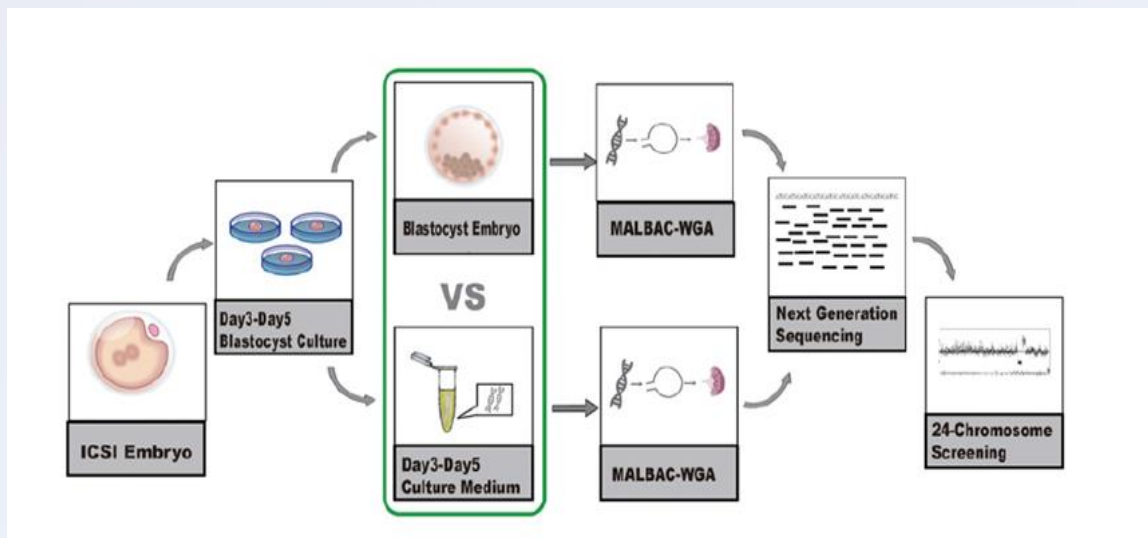 ICSI Embryo
Day3-Day5
Blastocyst Culture
Blastocyst Embryo
VS
Day3-Day5
Culture Medium
MALBAC-WGA
MALBAC-WGA
Next Generation
Sequencing
24-Chromosome
Screening